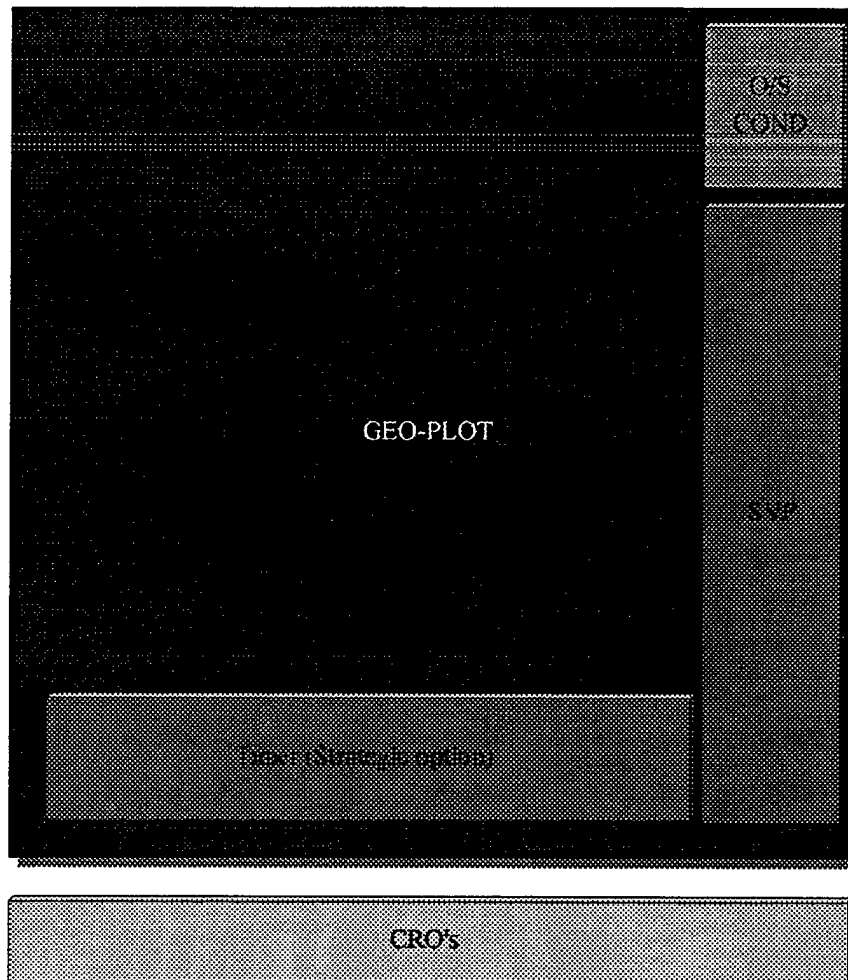 O/S
COND
GEO-PLOT
SVP
Timer (Strategic option)
CRO's